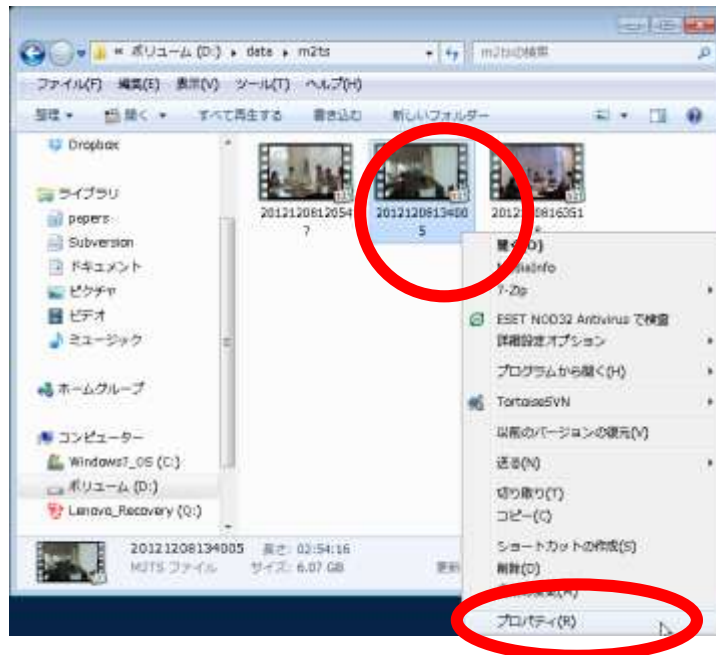 « ボリューム (D:) ▸ data ▸ m2ts
m2tsの検索
ファイル(F) 編集(E) 表示(V) ツール(T) ヘルプ(H)
整理 開く すべて再生する 書き込む 新しいフォルダー
Dropbox
ライブラリ
papers
Subversion
ドキュメント
ピクチャ
ビデオ
ミュージック
ホームグループ
コンピューター
Windows7_OS (C:)
ボリューム (D:)
Lenovo_Recovery (Q:)
2012120812054
7
2012120813400
5
開く(O)
MediaInfo
7-Zip
ESET NOD32 Antivirus で検査
詳細設定オプション
プログラムから開く(H)
TortoiseSVN
以前のバージョンの復元(V)
送る(N)
切り取り(T)
コピー(C)
ショートカットの作成(S)
削除(D)
プロパティ(R)
20121208134005 長さ: 02:54:16
M2TS ファイル サイズ: 6.07 GB